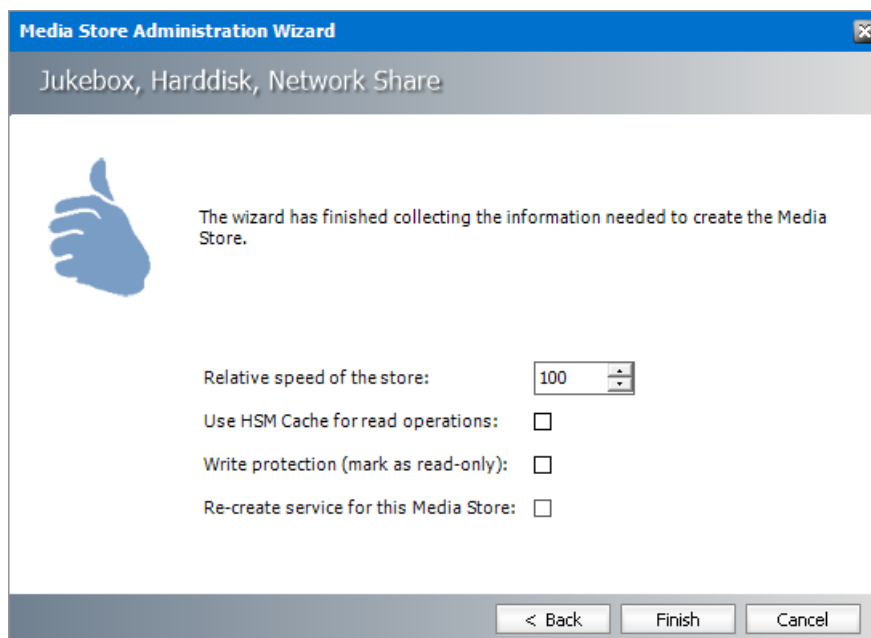 Media Store Administration Wizard
Jukebox, Harddisk, Network Share
The wizard has finished collecting the information needed to create the Media
Store.
Relative speed of the store: 100
Use HSM Cache for read operations:
Write protection (mark as read-only):
Re-create service for this Media Store:
< Back Finish Cancel